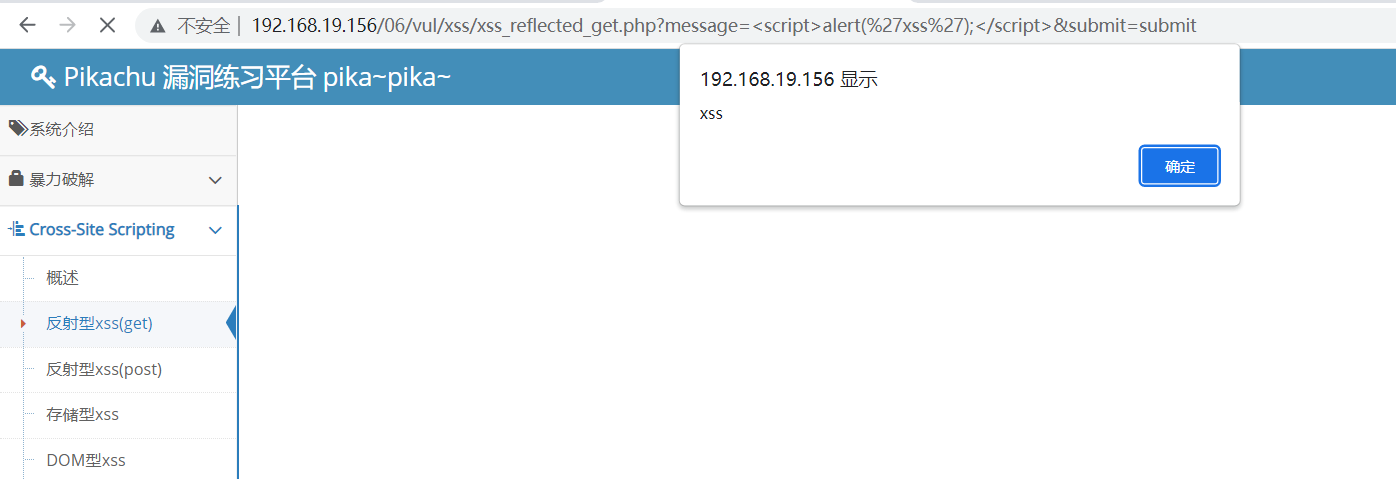 不安全 | 192.168.19.156/06/vul/xss/xss_reflected_get.php?message=<script>alert(%27xss%27);</script>&submit=submit
Pikachu 漏洞练习平台 pika~pika~
192.168.19.156 显示
xss
确定
系统介绍
暴力破解
Cross-Site Scripting
概述
反射型xss(get)
反射型xss(post)
存储型xss
DOM型xss